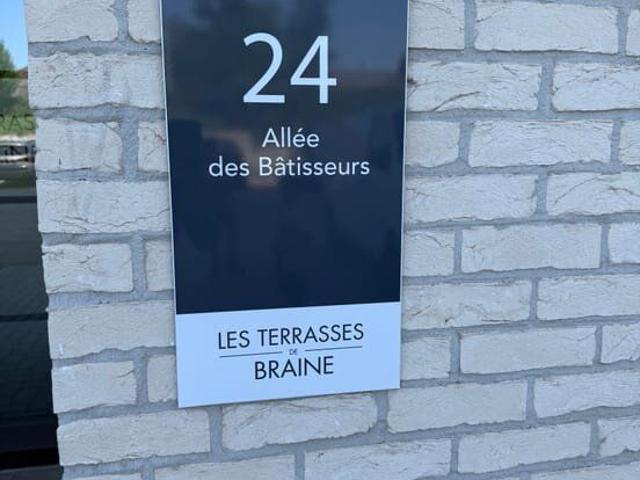 24
Allée
des Bâtisseurs
LES TERRASSES
DE
BRAINE